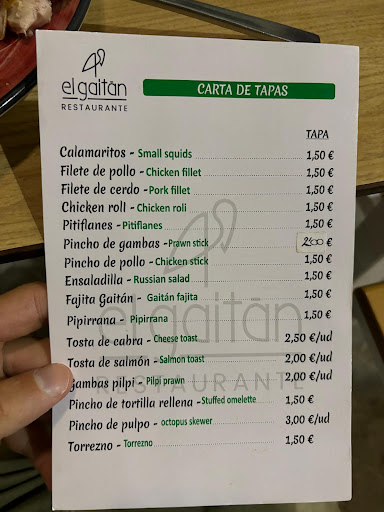 el gaitán
RESTAURANTE
CARTA DE TAPAS
TAPA
Calamaritos - Small squids 1,50 €
Filete de pollo - Chicken fillet 1,50 €
Filete de cerdo - Pork fillet 1,50 €
Chicken roll - Chicken roli 1,50 €
Pitiflanes - Pitiflanes 1,50 €
Pincho de gambas - Prawn stick 2,00 €
Pincho de pollo - Chicken stick 1,50 €
Ensaladilla - Russian salad 1,50 €
Fajita Gaitán - Gaitán fajita 1,50 €
Pipirrana - Pipirrana 1,50 €
Tosta de cabra - Cheese toast 2,50 €/ud
Tosta de salmón - Salmon toast 2,00 €/ud
Gambas pilpi - Pilpi prawn 2,00 €/ud
Pincho de tortilla rellena - Stuffed omelette 1,50 €
Pincho de pulpo - octopus skewer 3,00 €/ud
Torrezno - Torrezno 1,50 €
el gaitán
RESTAURANTE